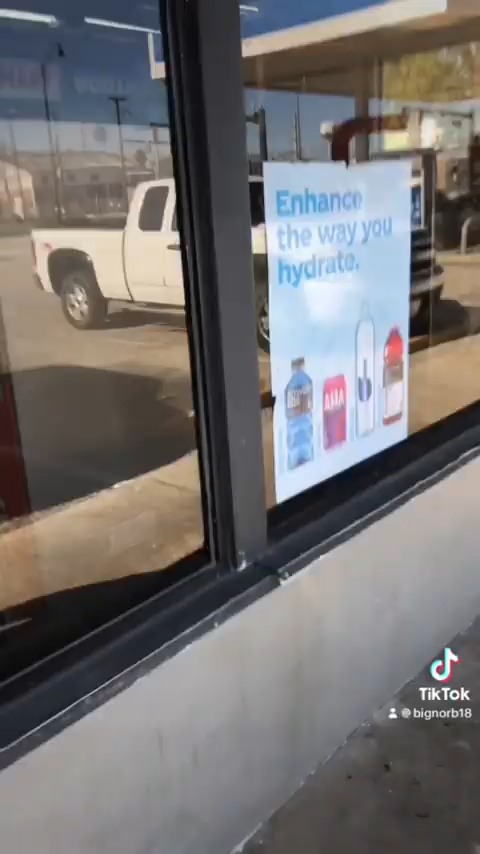 Enhance
the way you
hydrate.
AHA
TikTok
@bignorb18